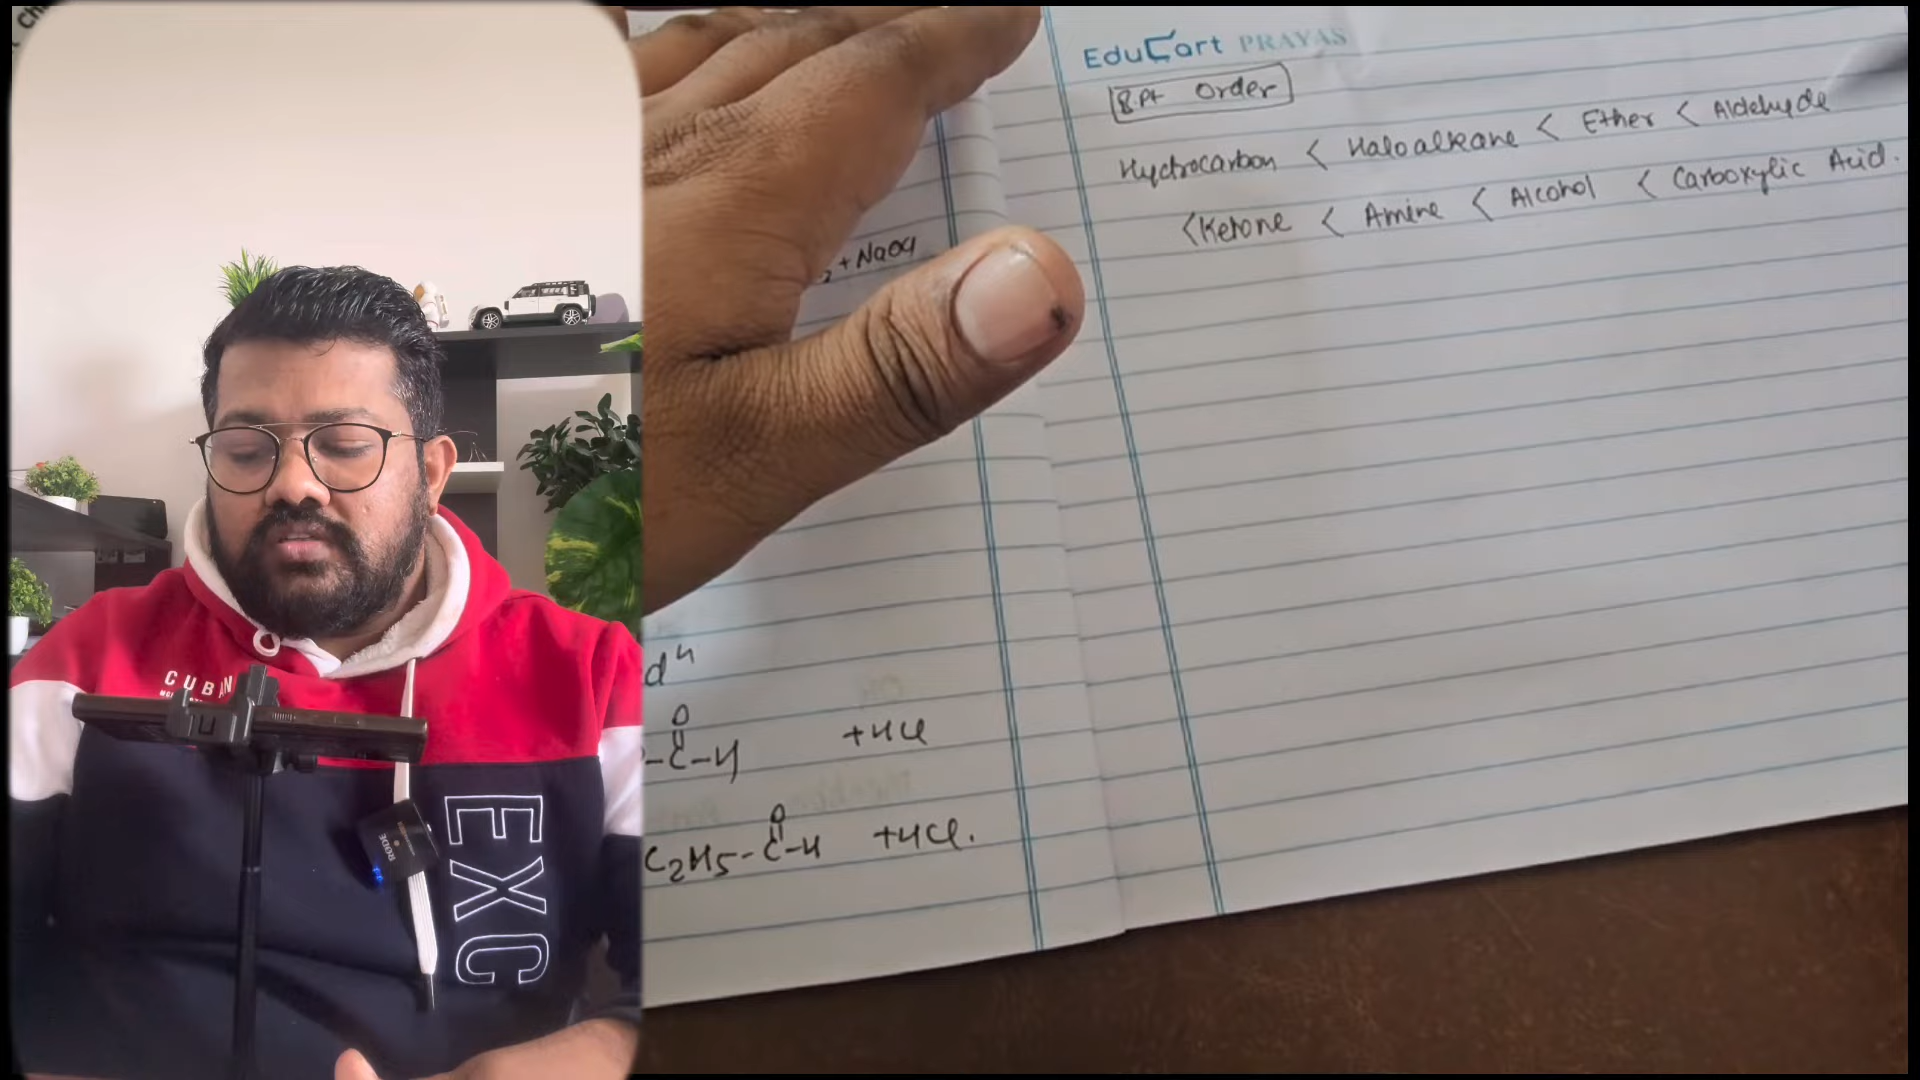 EduCart PRAYAS
B.Pt Order
Hydrocarbon < Haloalkane < Ether < Aldehyde
<Ketone < Amine < Alcohol < Carboxylic Acid.
+ NaOH
O
-C-H +HCl
O
C2H5-C-H +HCl.
CUBAN
EXC
RODE